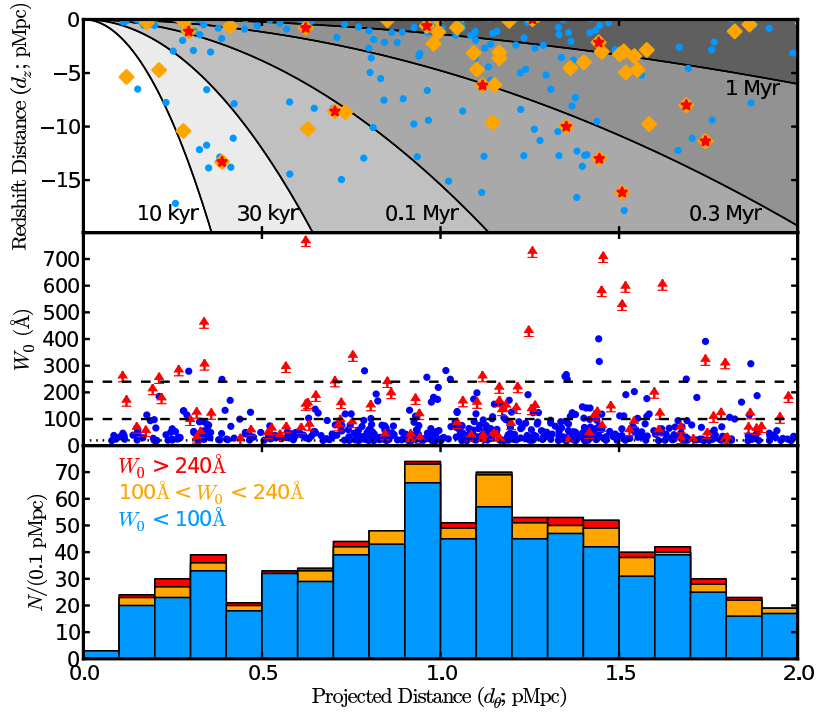 Redshift Distance (d_z; pMpc)
0
−5
−10
−15
10 kyr
30 kyr
0.1 Myr
0.3 Myr
1 Myr
W_0 (Å)
700
600
500
400
300
200
100
0
N/(0.1 pMpc)
70
60
50
40
30
20
10
0
W_0 > 240Å
100Å < W_0 < 240Å
W_0 < 100Å
0.0 0.5 1.0 1.5 2.0
Projected Distance (d_θ; pMpc)